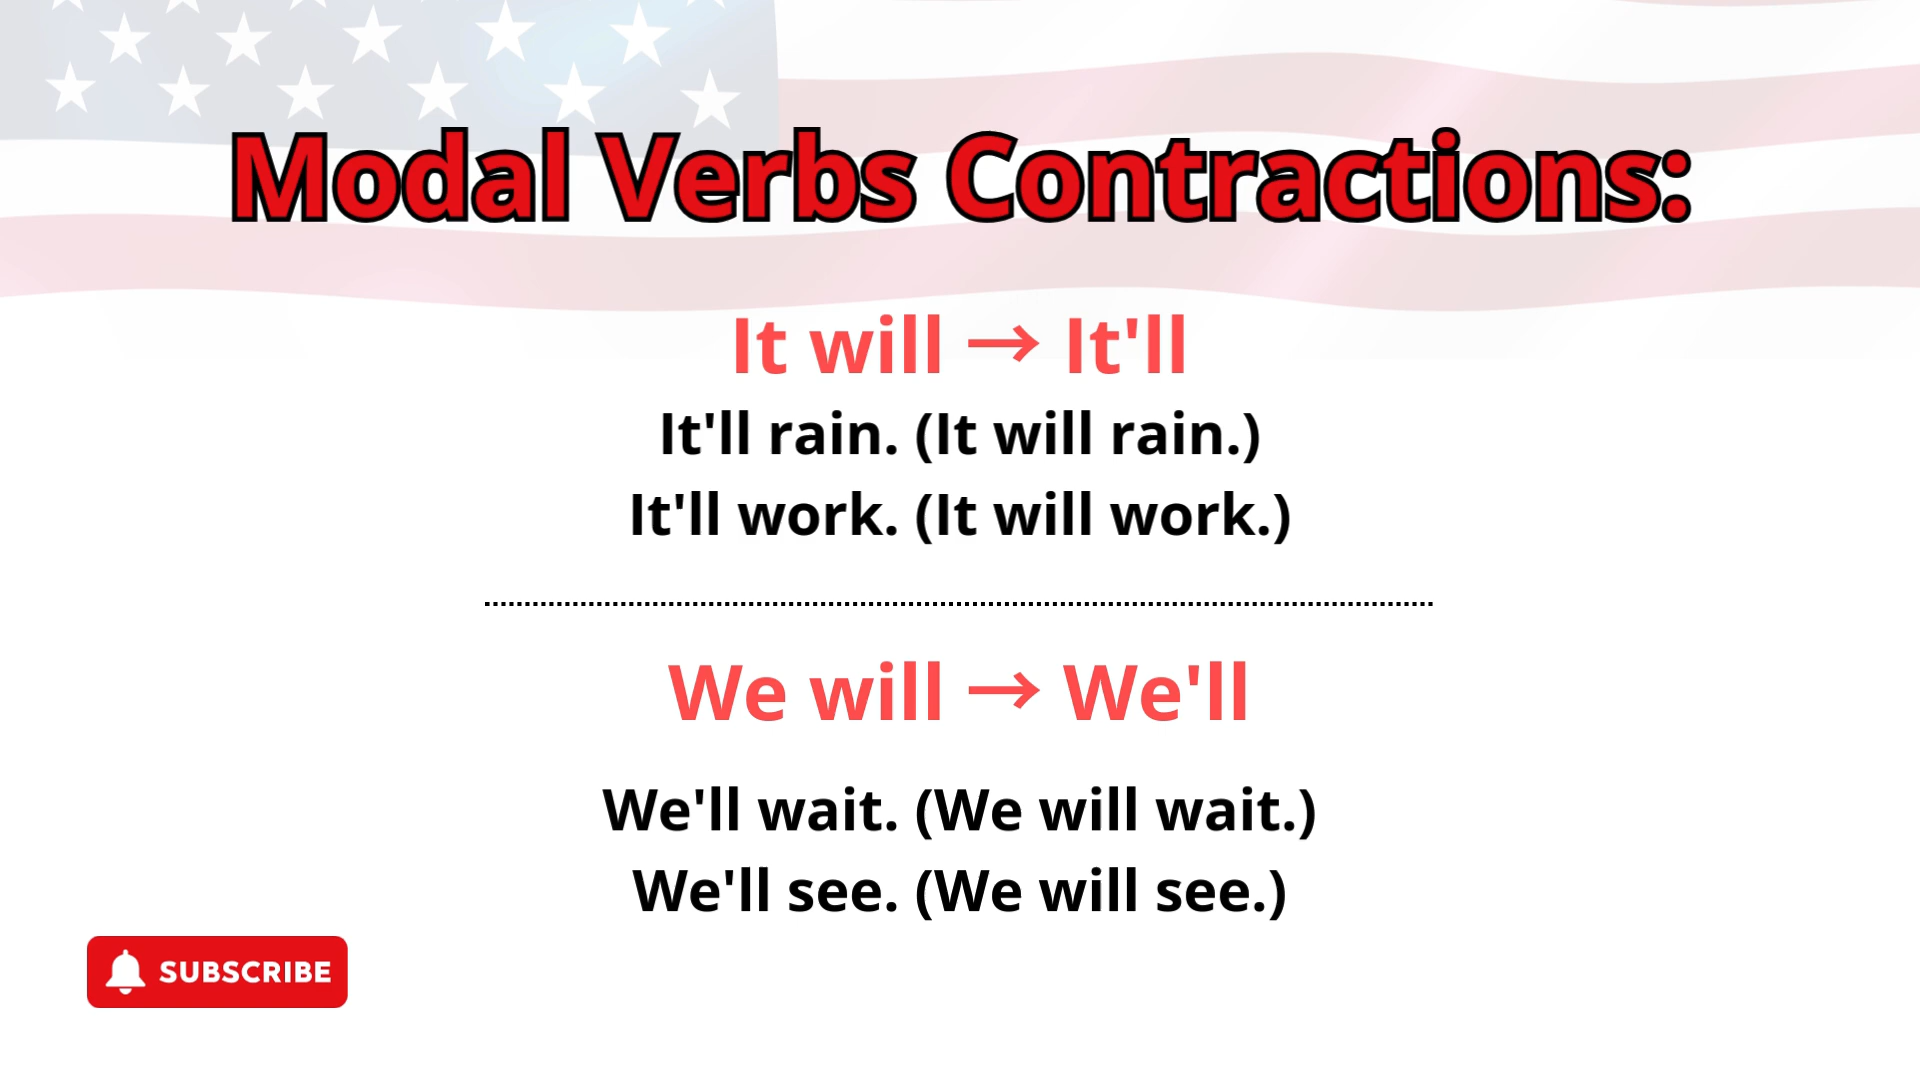 Modal Verbs Contractions:
It will → It'll
It'll rain. (It will rain.)
It'll work. (It will work.)
We will → We'll
We'll wait. (We will wait.)
We'll see. (We will see.)
SUBSCRIBE